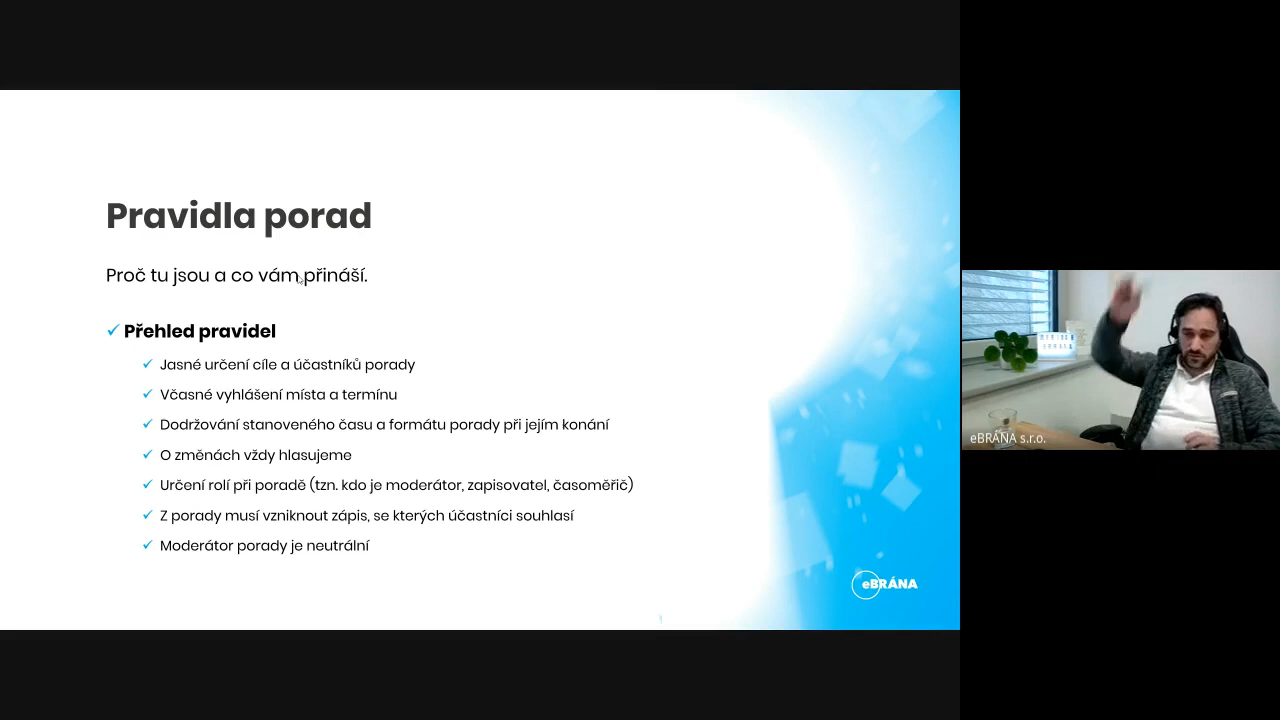 Pravidla porad
Proč tu jsou a co vám přináší.
Přehled pravidel
Jasné určení cíle a účastníků porady
Včasné vyhlášení místa a termínu
Dodržování stanoveného času a formátu porady při jejím konání
O změnách vždy hlasujeme
Určení rolí při poradě (tzn. kdo je moderátor, zapisovatel, časoměřič)
Z porady musí vzniknout zápis, se kterých účastníci souhlasí
Moderátor porady je neutrální
eBRÁNA
eBRÁNA s.r.o.